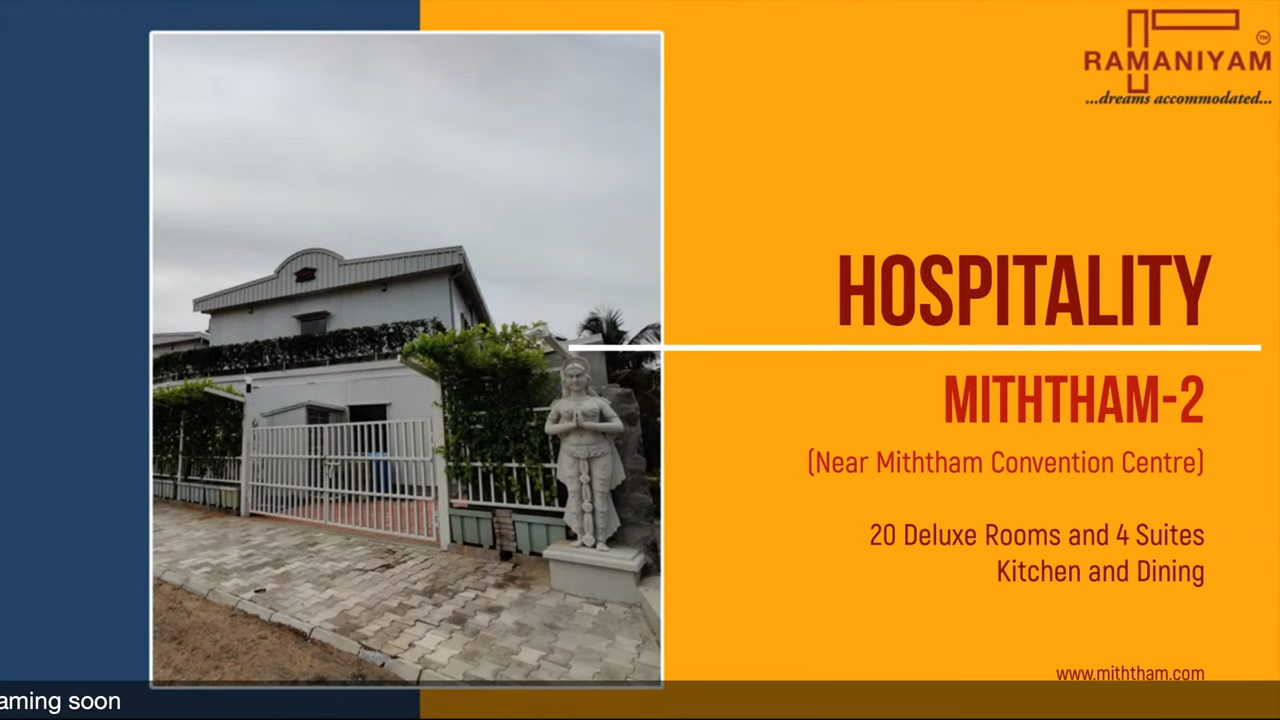 RAMANIYAM
TM
...dreams accommodated...
HOSPITALITY
MITHTHAM-2
(Near Miththam Convention Centre)
20 Deluxe Rooms and 4 Suites
Kitchen and Dining
www.miththam.com
aming soon